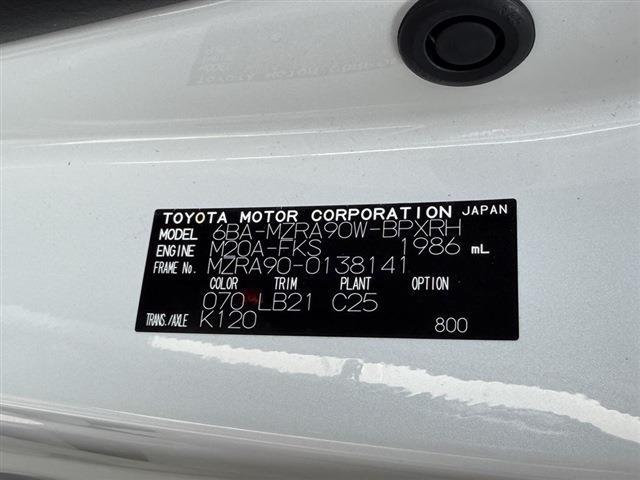 TOYOTA MOTOR CORPORATION JAPAN
MODEL 6BA-MZRA90W-BPXRH
ENGINE M20A-FKS 1986 mL
FRAME No. MZRA90-0138141
COLOR TRIM PLANT OPTION
070 LB21 C25
TRANS./AXLE K120 800